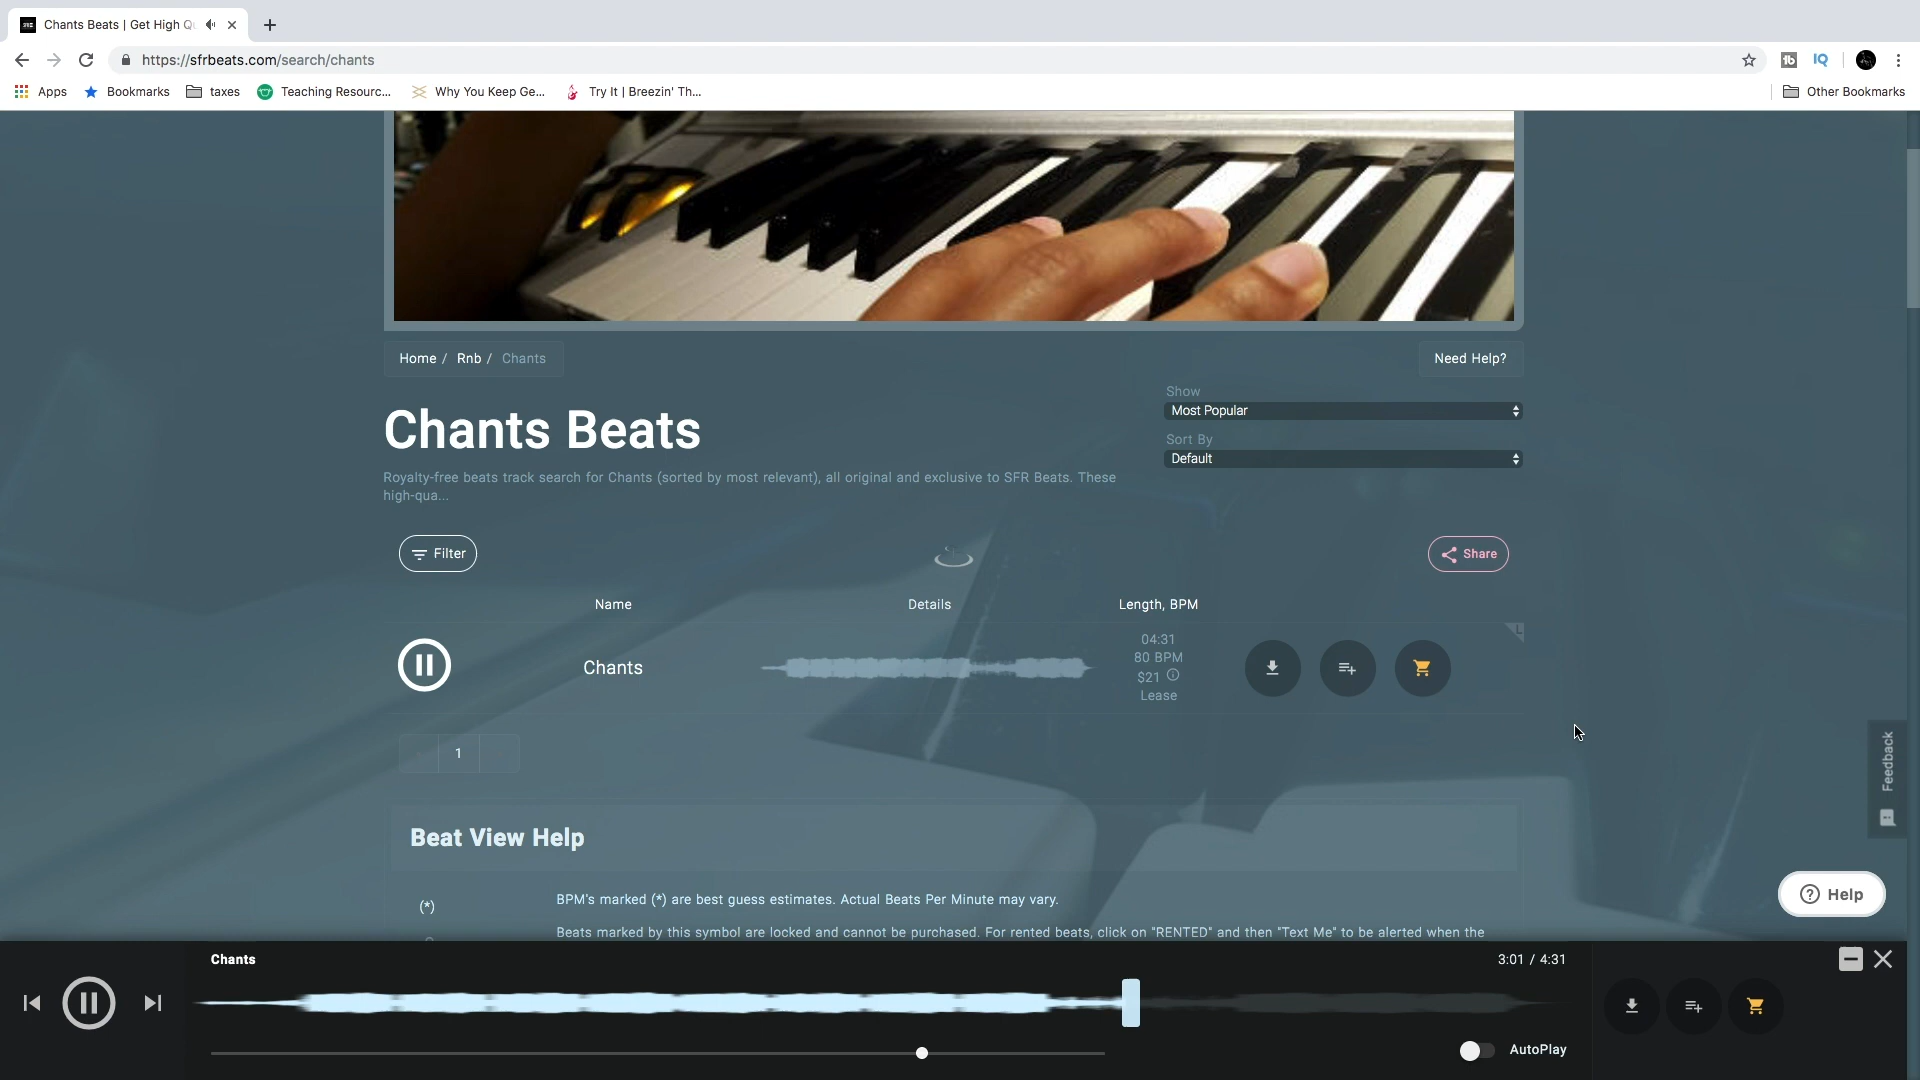 Chants Beats | Get High Q
https://sfrbeats.com/search/chants
Apps
Bookmarks
taxes
Teaching Resourc...
Why You Keep Ge...
Try It | Breezin' Th...
Other Bookmarks
Home / Rnb / Chants
Need Help?
Show
Most Popular
Chants Beats
Sort By
Default
Royalty-free beats track search for Chants (sorted by most relevant), all original and exclusive to SFR Beats. These
high-qua...
Filter
Share
Name
Details
Length, BPM
L
Chants
04:31
80 BPM
$21
Lease
1
Feedback
Beat View Help
(*)
BPM's marked (*) are best guess estimates. Actual Beats Per Minute may vary.
Beats marked by this symbol are locked and cannot be purchased. For rented beats, click on "RENTED" and then "Text Me" to be alerted when the
Help
Chants
3:01 / 4:31
AutoPlay